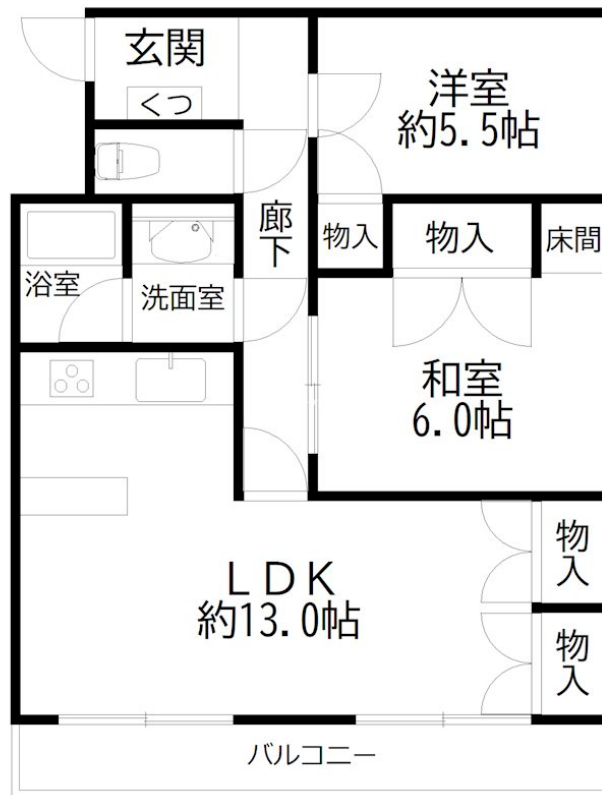 玄関
くつ
洋室
約5.5帖
廊下
物入
物入
床間
浴室
洗面室
和室
6.0帖
LDK
約13.0帖
物入
物入
バルコニー